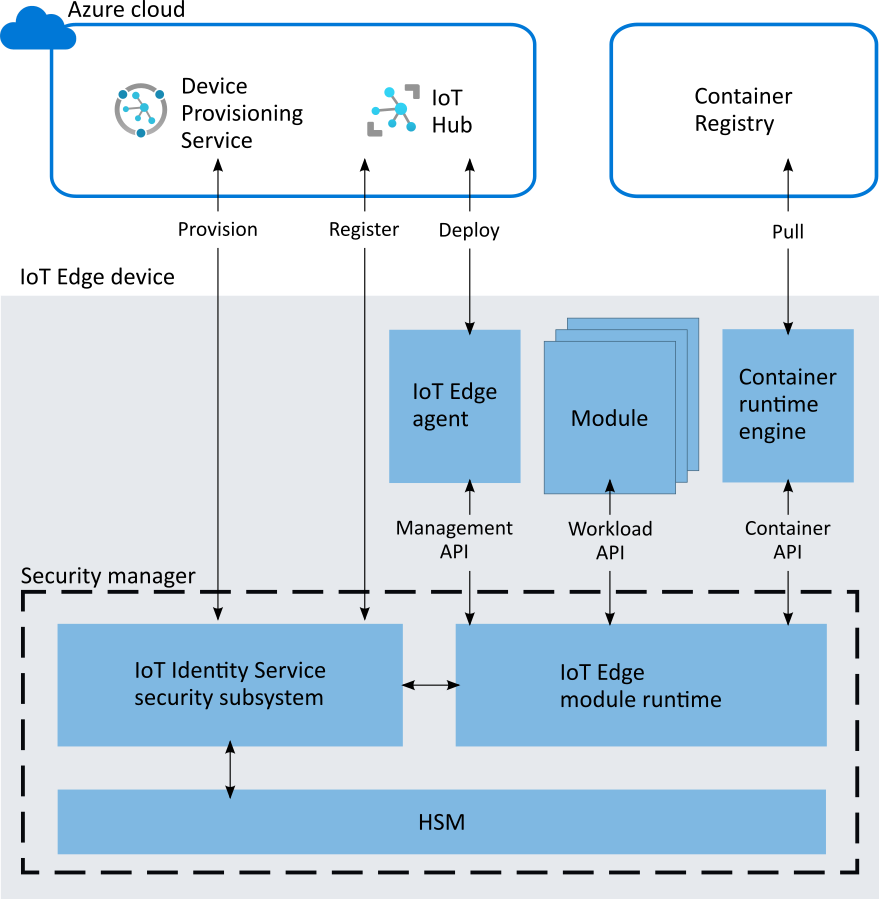 Azure cloud
Device
Provisioning
Service
IoT
Hub
Container
Registry
Provision
Register
Deploy
Pull
IoT Edge device
IoT Edge
agent
Module
Container
runtime
engine
Management
API
Workload
API
Container
API
Security manager
IoT Identity Service
security subsystem
IoT Edge
module runtime
HSM